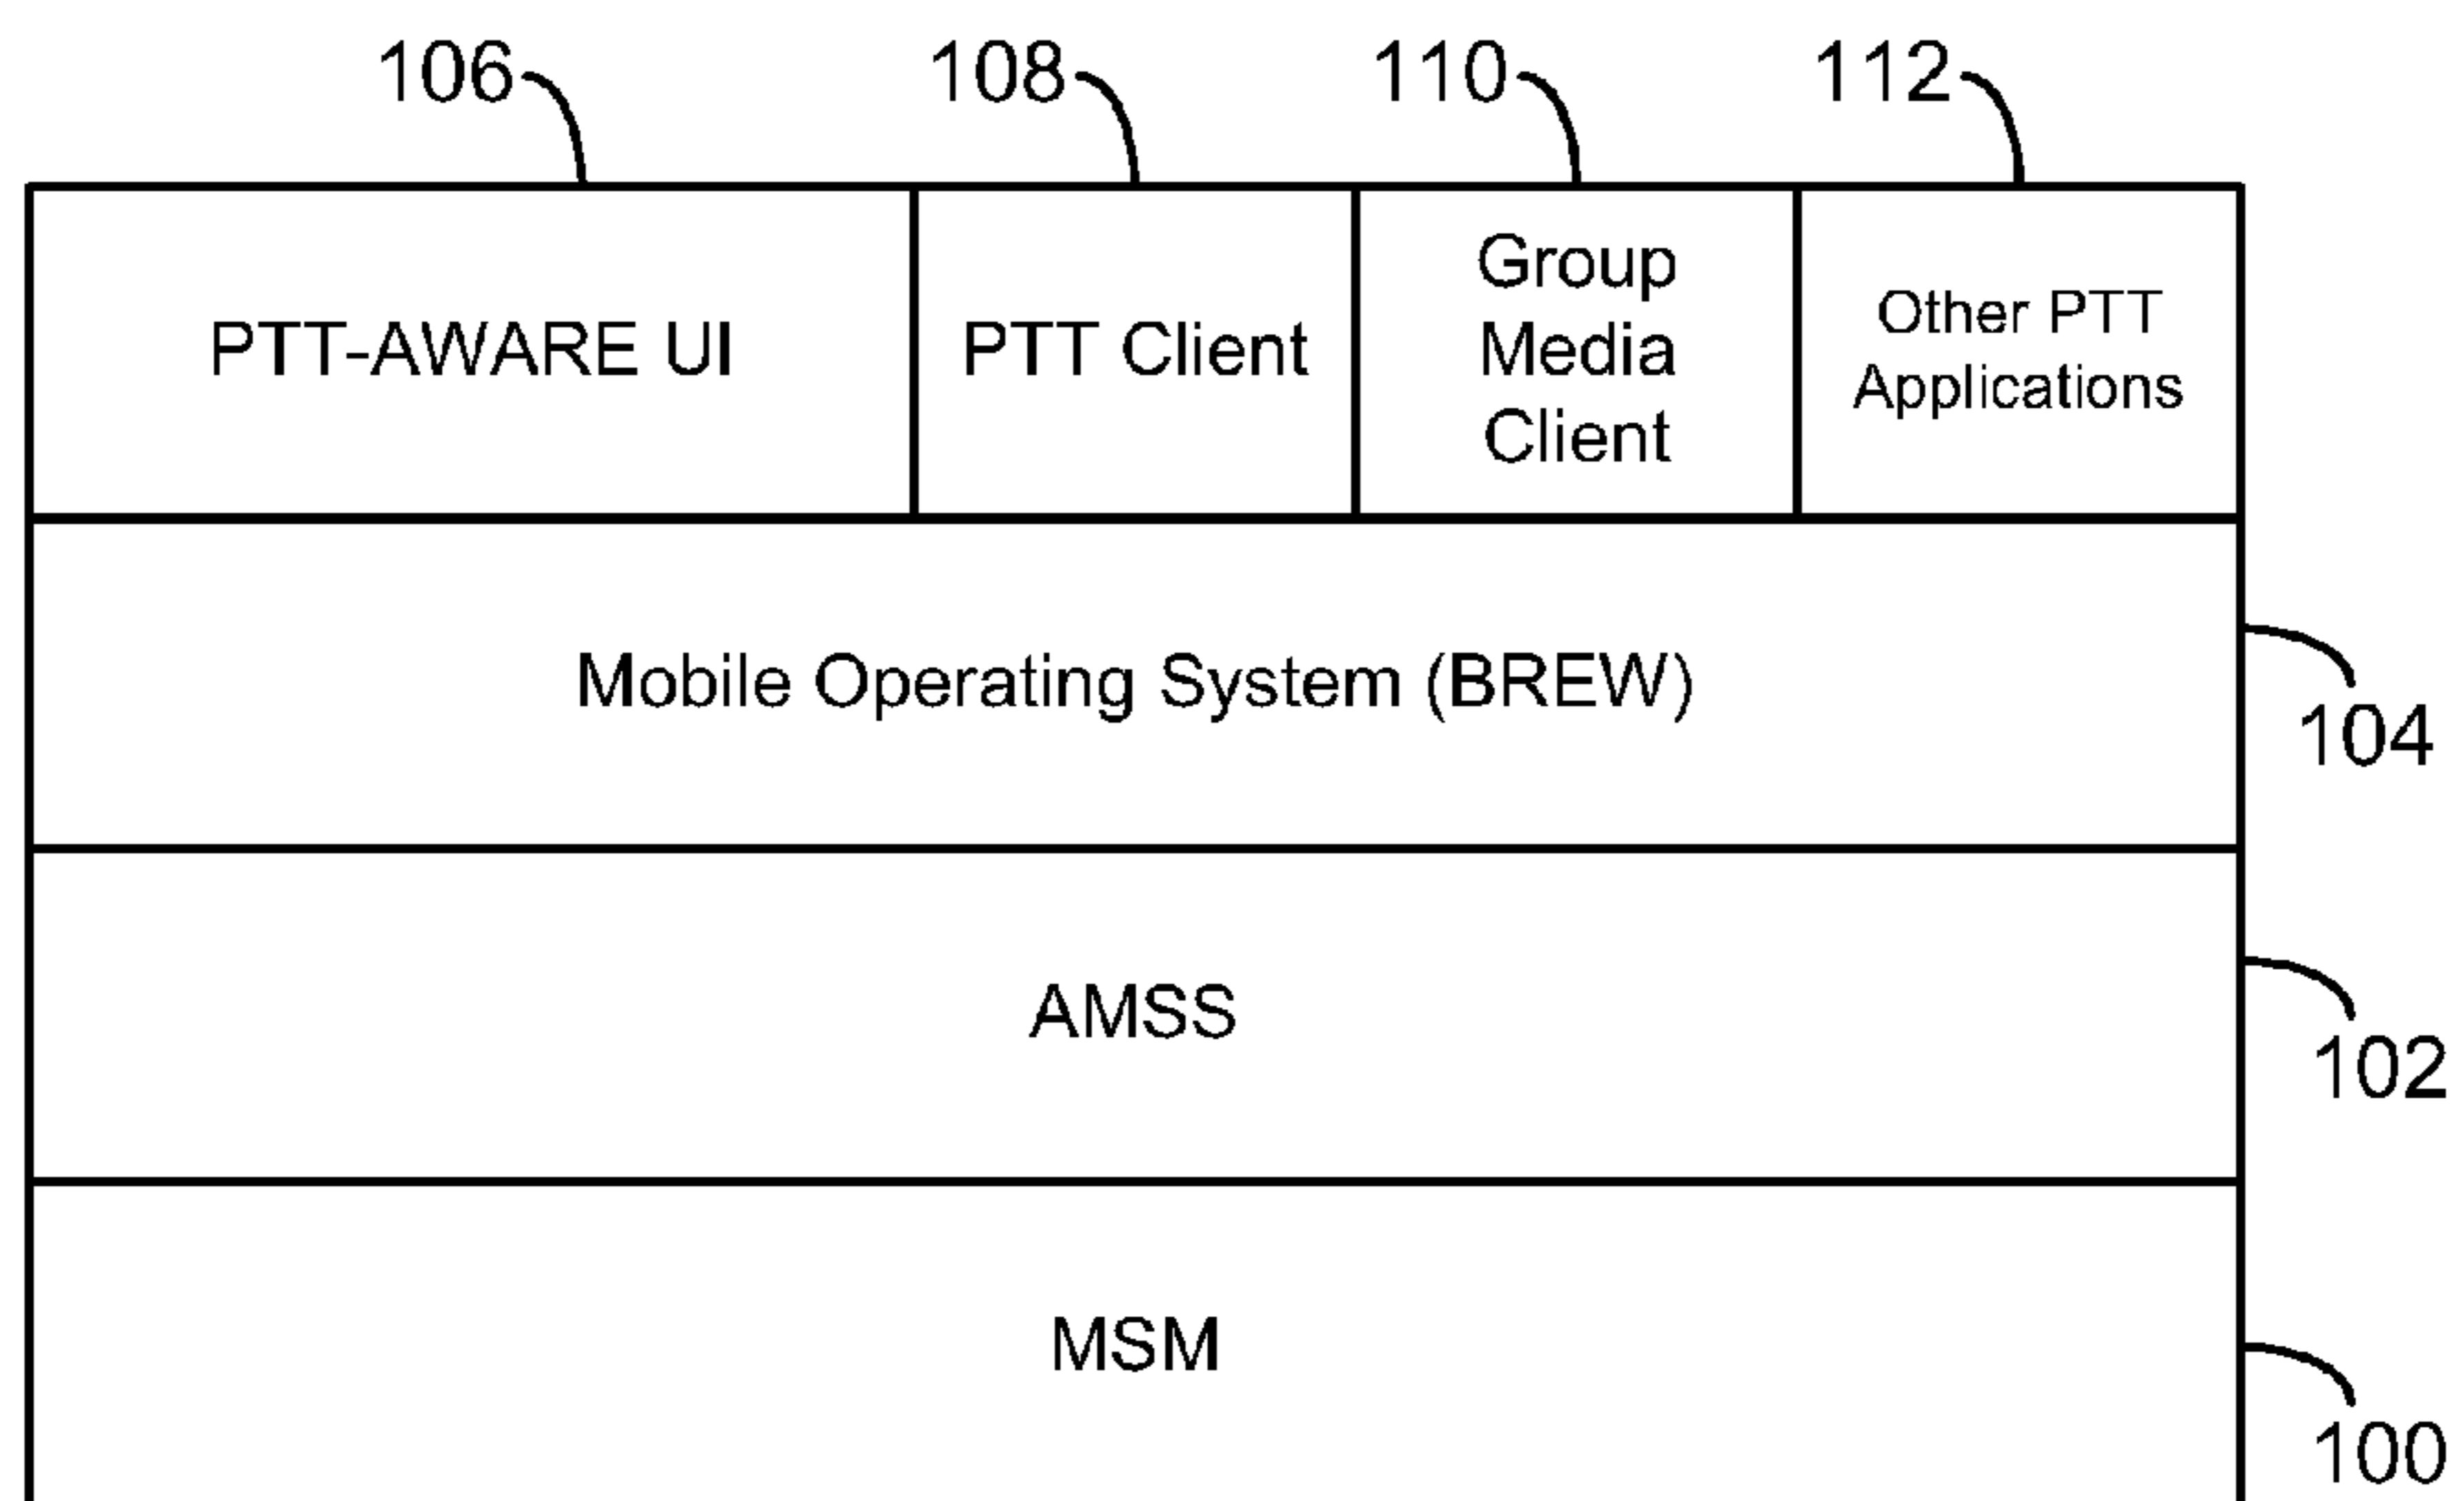 106
108
110
112
PTT-AWARE UI
PTT Client
Group
Media
Client
Other PTT
Applications
Mobile Operating System (BREW)
104
AMSS
102
MSM
100